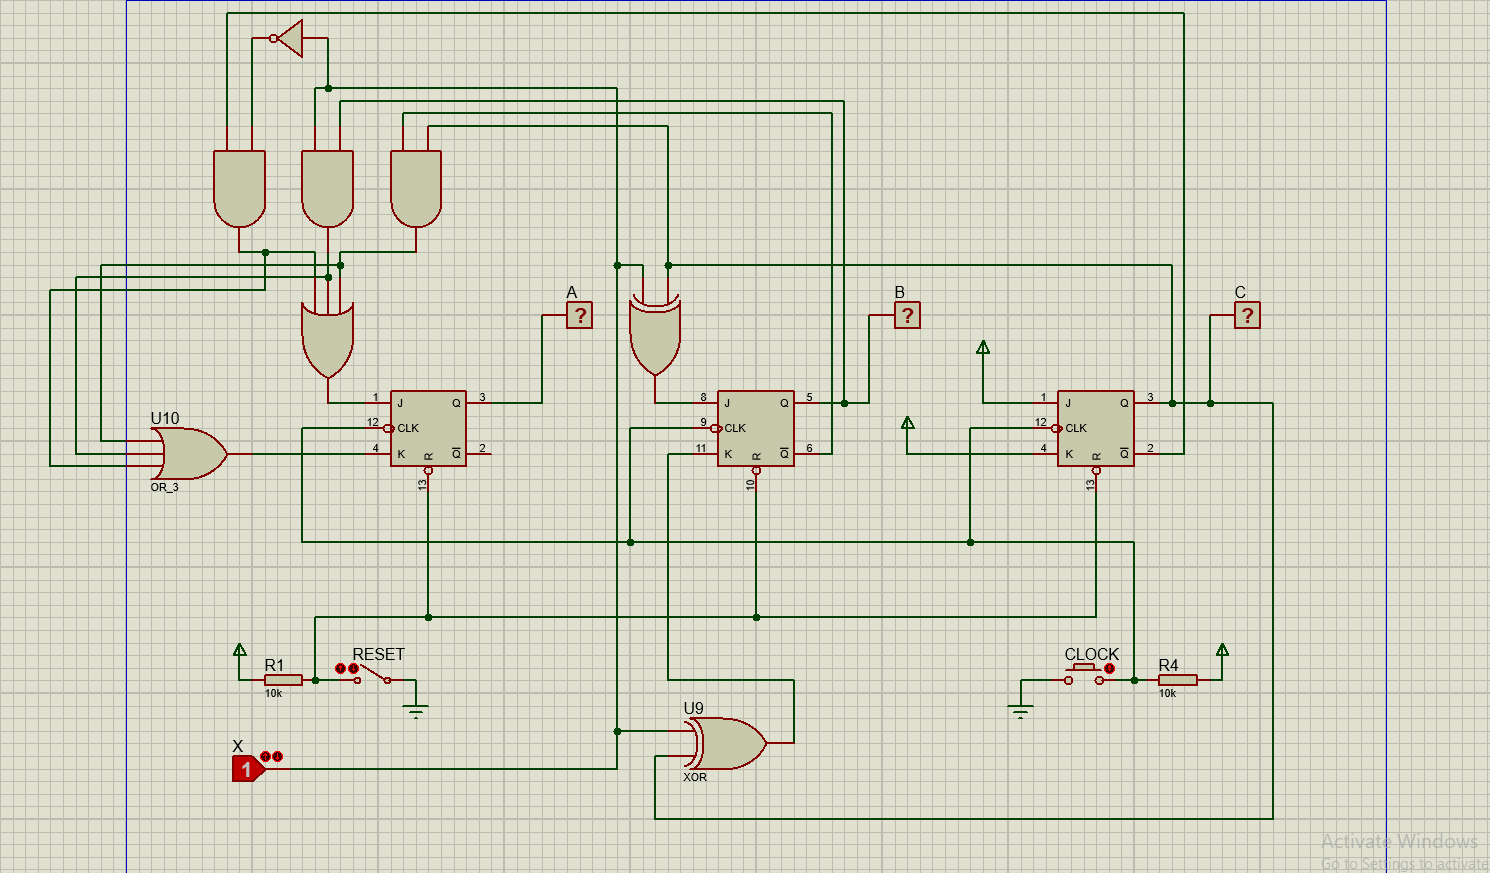 A
?
B
?
C
?
U10
OR_3
1
J
Q
3
12
CLK
4
K
R
Q
2
13
8
J
Q
5
9
CLK
11
K
R
Q
6
10
1
J
Q
3
12
CLK
4
K
R
Q
2
13
R1
10k
RESET
CLOCK
R4
10k
U9
XOR
X
1
Activate Windows
Go to Settings to activate